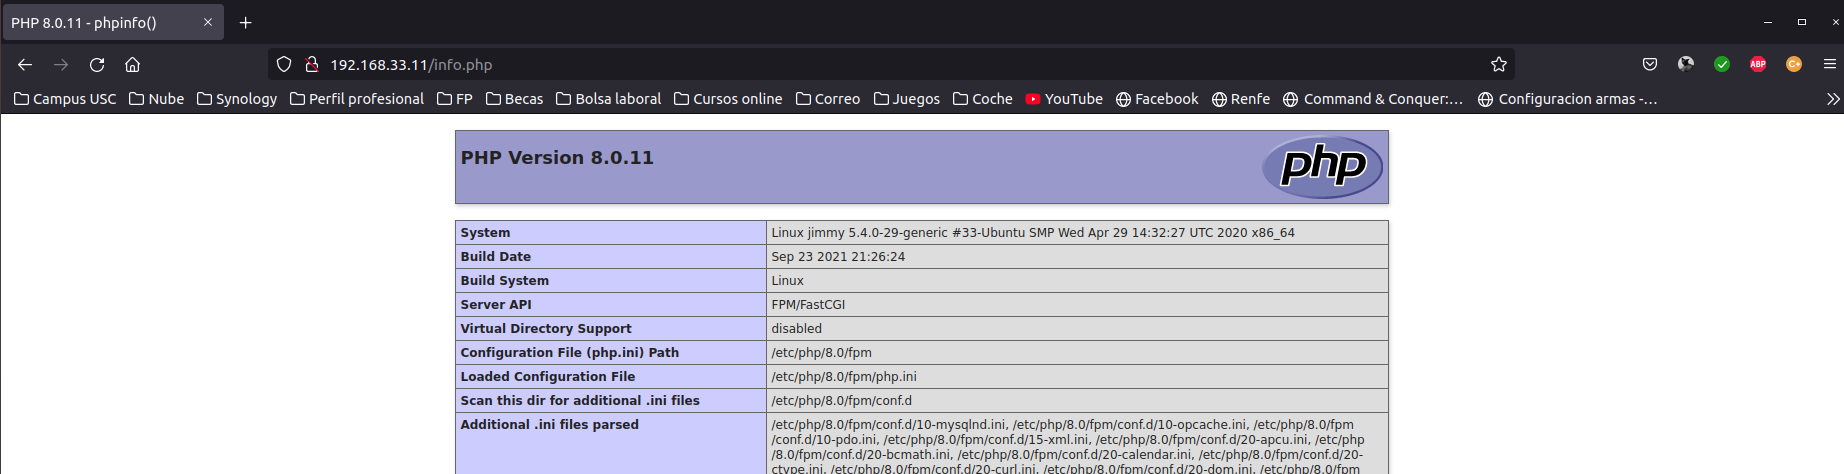 PHP 8.0.11 - phpinfo()
192.168.33.11/info.php
ABP
C+
Campus USC Nube Synology Perfil profesional FP Becas Bolsa laboral Cursos online Correo Juegos Coche YouTube Facebook Renfe Command & Conquer:... Configuracion armas -...
PHP Version 8.0.11
php
System Linux jimmy 5.4.0-29-generic #33-Ubuntu SMP Wed Apr 29 14:32:27 UTC 2020 x86_64
Build Date Sep 23 2021 21:26:24
Build System Linux
Server API FPM/FastCGI
Virtual Directory Support disabled
Configuration File (php.ini) Path /etc/php/8.0/fpm
Loaded Configuration File /etc/php/8.0/fpm/php.ini
Scan this dir for additional .ini files /etc/php/8.0/fpm/conf.d
Additional .ini files parsed /etc/php/8.0/fpm/conf.d/10-mysqlnd.ini, /etc/php/8.0/fpm/conf.d/10-opcache.ini, /etc/php/8.0/fpm
/conf.d/10-pdo.ini, /etc/php/8.0/fpm/conf.d/15-xml.ini, /etc/php/8.0/fpm/conf.d/20-apcu.ini, /etc/php
/8.0/fpm/conf.d/20-bcmath.ini, /etc/php/8.0/fpm/conf.d/20-calendar.ini, /etc/php/8.0/fpm/conf.d/20-
ctype.ini, /etc/php/8.0/fpm/conf.d/20-curl.ini, /etc/php/8.0/fpm/conf.d/20-dom.ini, /etc/php/8.0/fpm